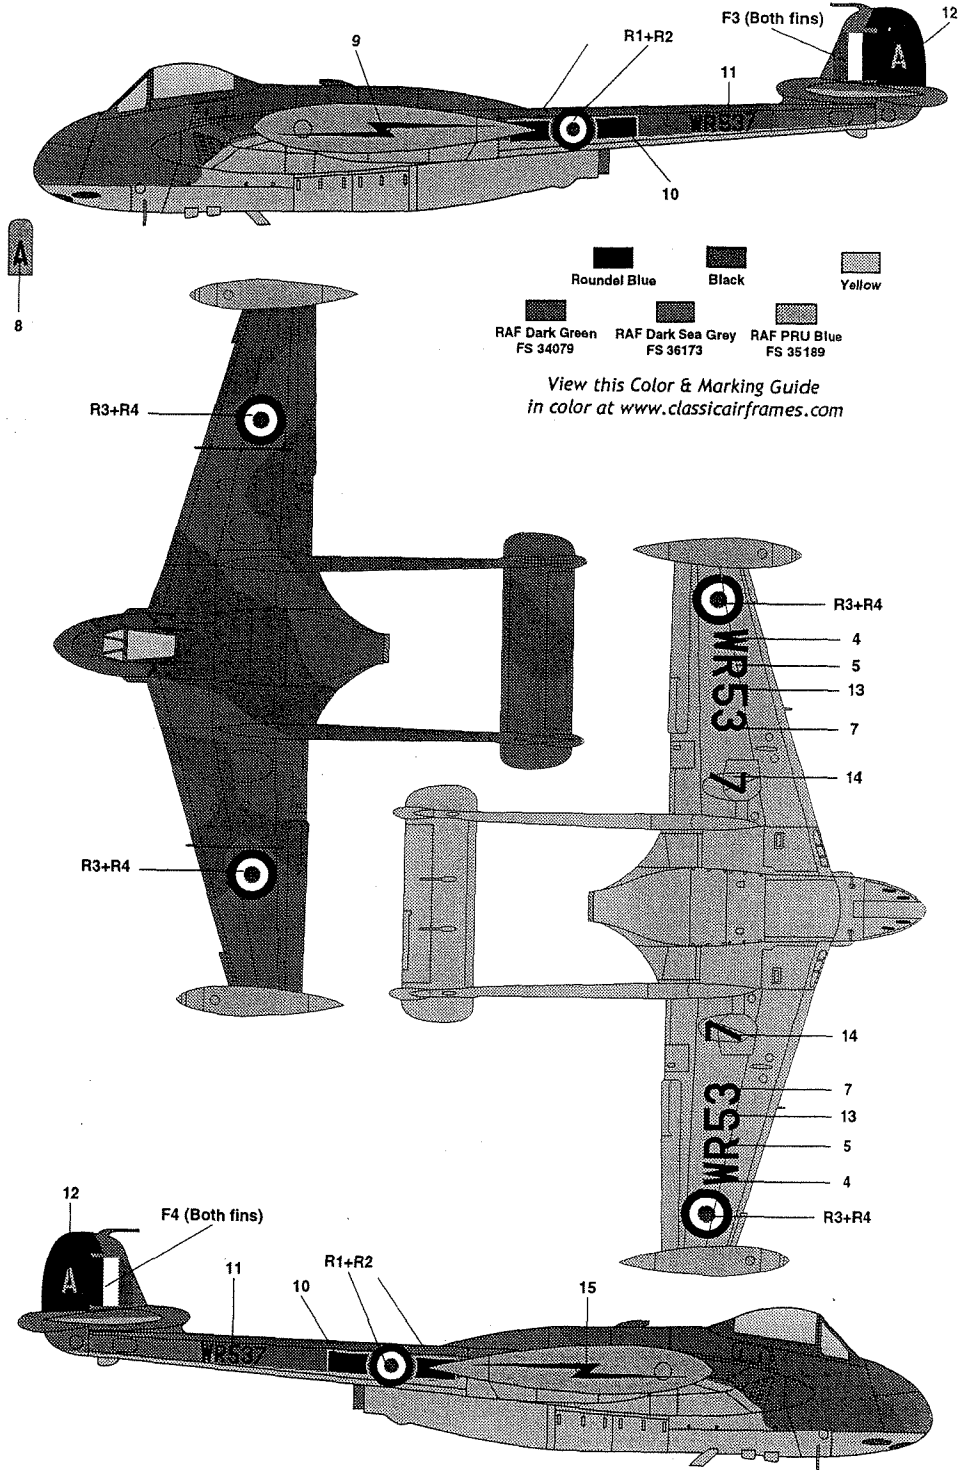 F3 (Both fins)
12
9
R1+R2
A
11
WR537
10
A
8
Roundel Blue
Black
Yellow
RAF Dark Green
FS 34079
RAF Dark Sea Grey
FS 36173
RAF PRU Blue
FS 35189
View this Color & Marking Guide
in color at www.classicairframes.com
R3+R4
R3+R4
WR53
4
5
13
7
7
14
R3+R4
7
14
WR53
7
13
5
4
R3+R4
12
F4 (Both fins)
A
11
10
R1+R2
15
WR537